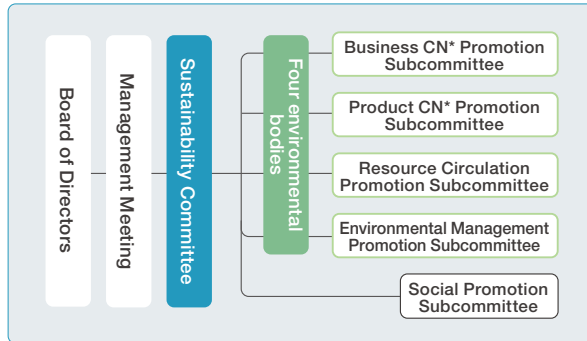 Board of Directors
Management Meeting
Sustainability Committee
Four environmental
bodies
Business CN* Promotion
Subcommittee
Product CN* Promotion
Subcommittee
Resource Circulation
Promotion Subcommittee
Environmental Management
Promotion Subcommittee
Social Promotion
Subcommittee